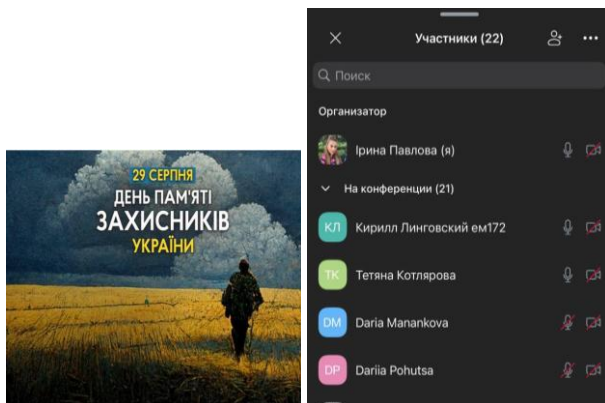 29 СЕРПНЯ
ДЕНЬ ПАМ'ЯТІ
ЗАХИСНИКІВ
УКРАЇНИ
Участники (22)
Поиск
Организатор
Ірина Павлова (я)
На конференции (21)
КЛ Кирилл Линговский ем172
ТК Тетяна Котлярова
DM Daria Manankova
DP Dariia Pohutsa